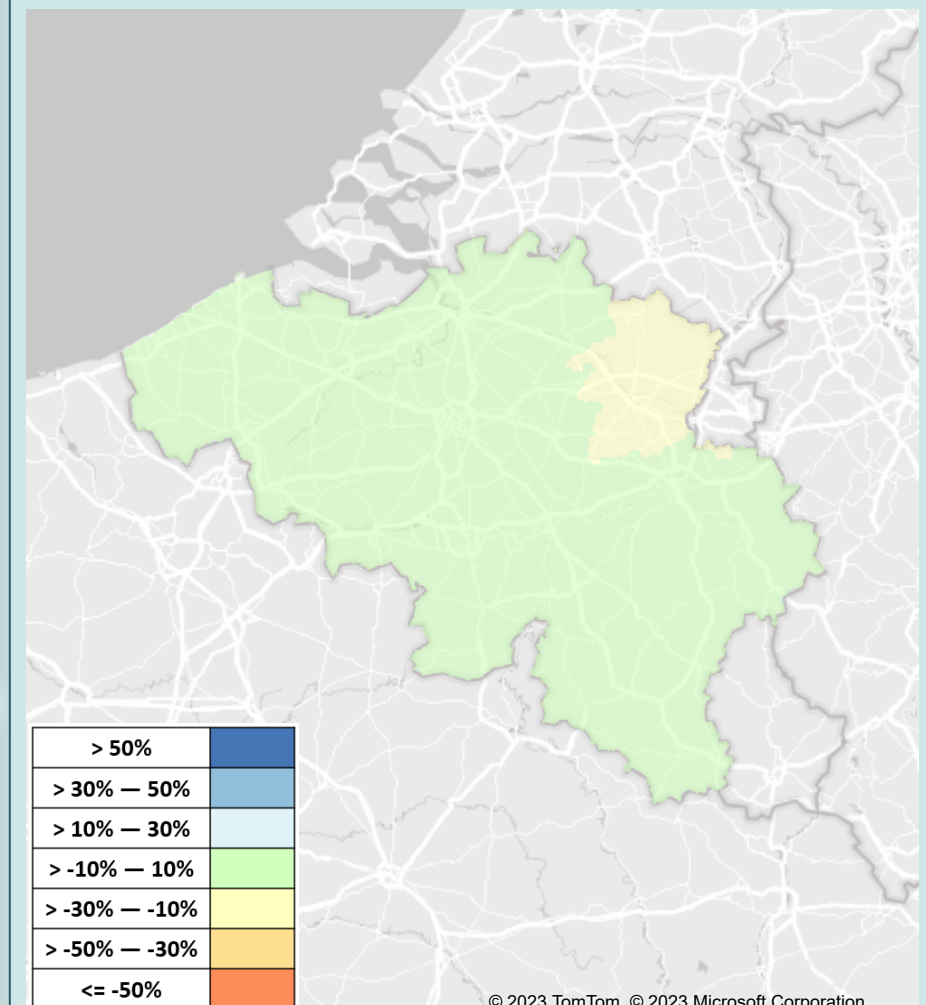 > 50%
> 30% — 50%
> 10% — 30%
> -10% — 10%
> -30% — -10%
> -50% — -30%
<= -50%
© 2023 TomTom, © 2023 Microsoft Corporation